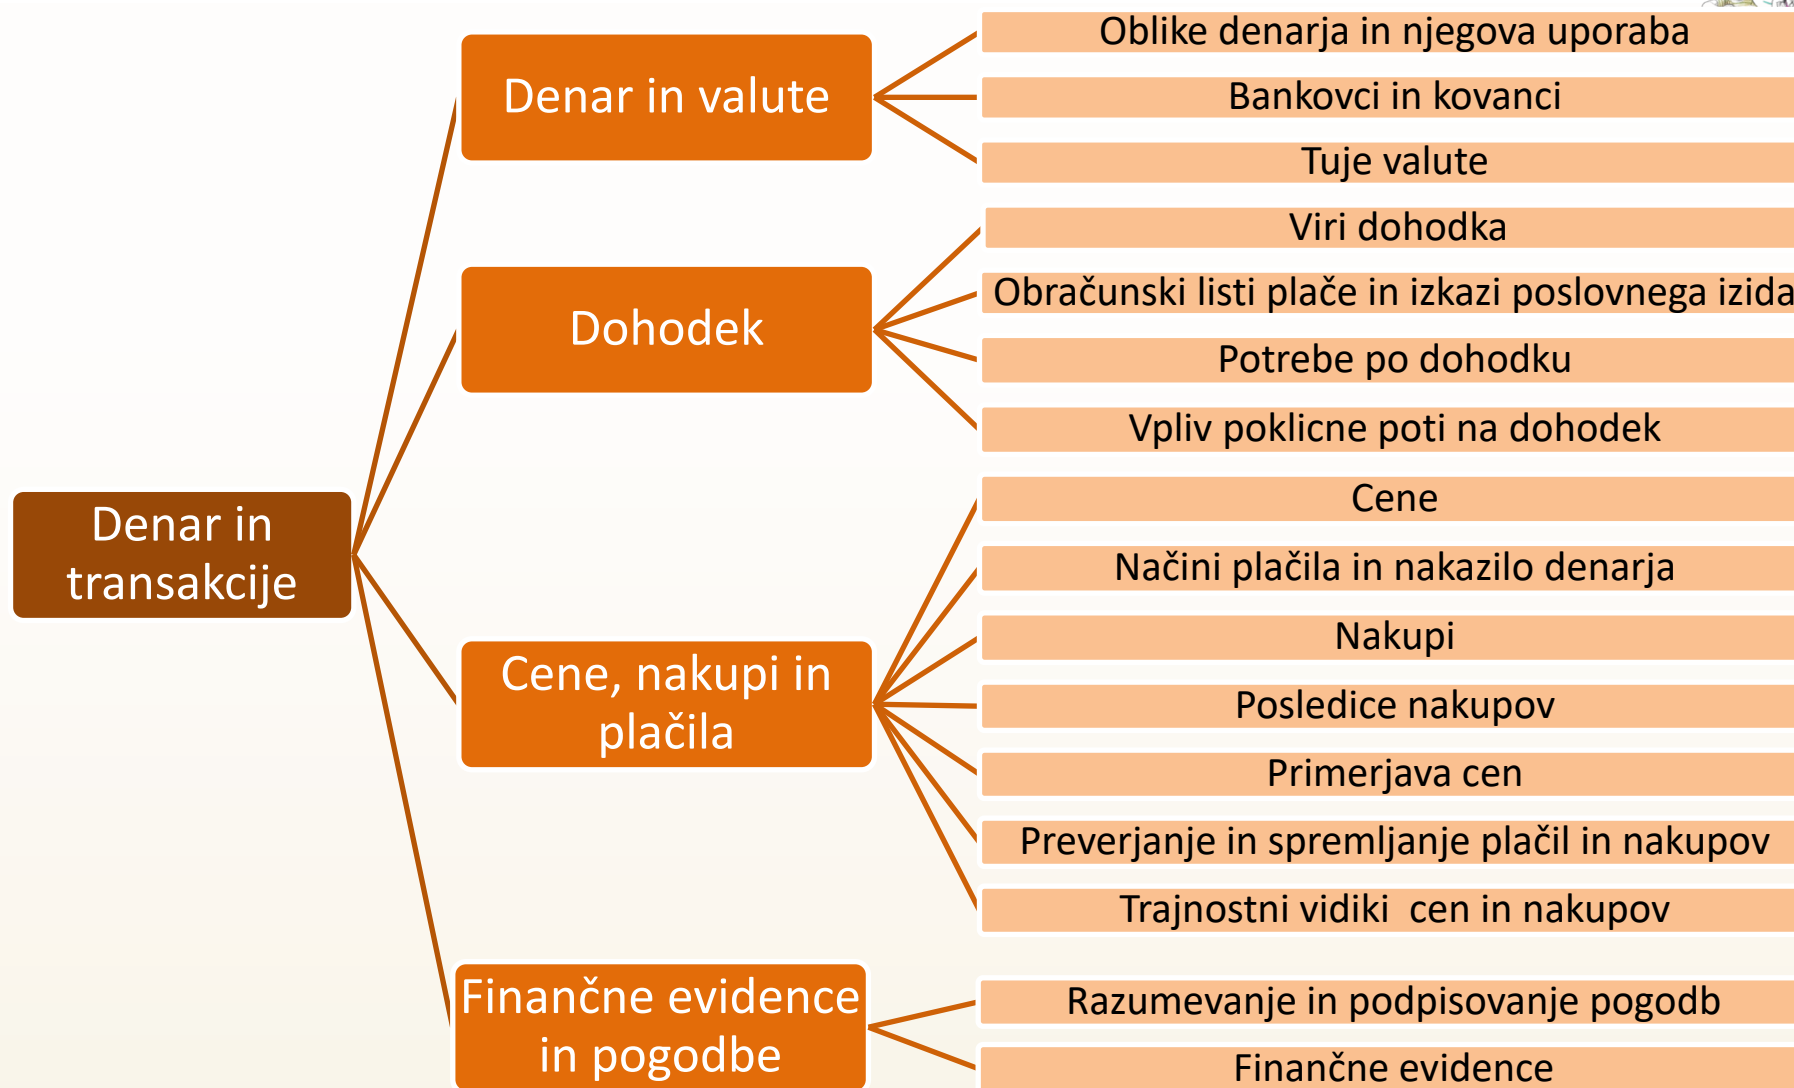 Denar in
transakcije
Denar in valute
Oblike denarja in njegova uporaba
Bankovci in kovanci
Tuje valute
Dohodek
Viri dohodka
Obračunski listi plače in izkazi poslovnega izida
Potrebe po dohodku
Vpliv poklicne poti na dohodek
Cene, nakupi in
plačila
Cene
Načini plačila in nakazilo denarja
Nakupi
Posledice nakupov
Primerjava cen
Preverjanje in spremljanje plačil in nakupov
Trajnostni vidiki cen in nakupov
Finančne evidence
in pogodbe
Razumevanje in podpisovanje pogodb
Finančne evidence